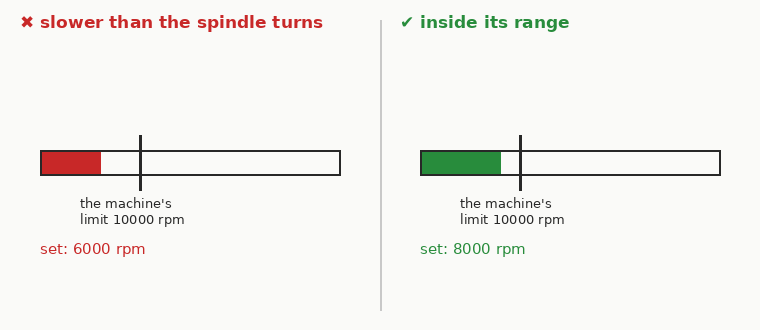 ✖ slower than the spindle turns
the machine's
limit 10000 rpm
set: 6000 rpm
✔ inside its range
the machine's
limit 10000 rpm
set: 8000 rpm